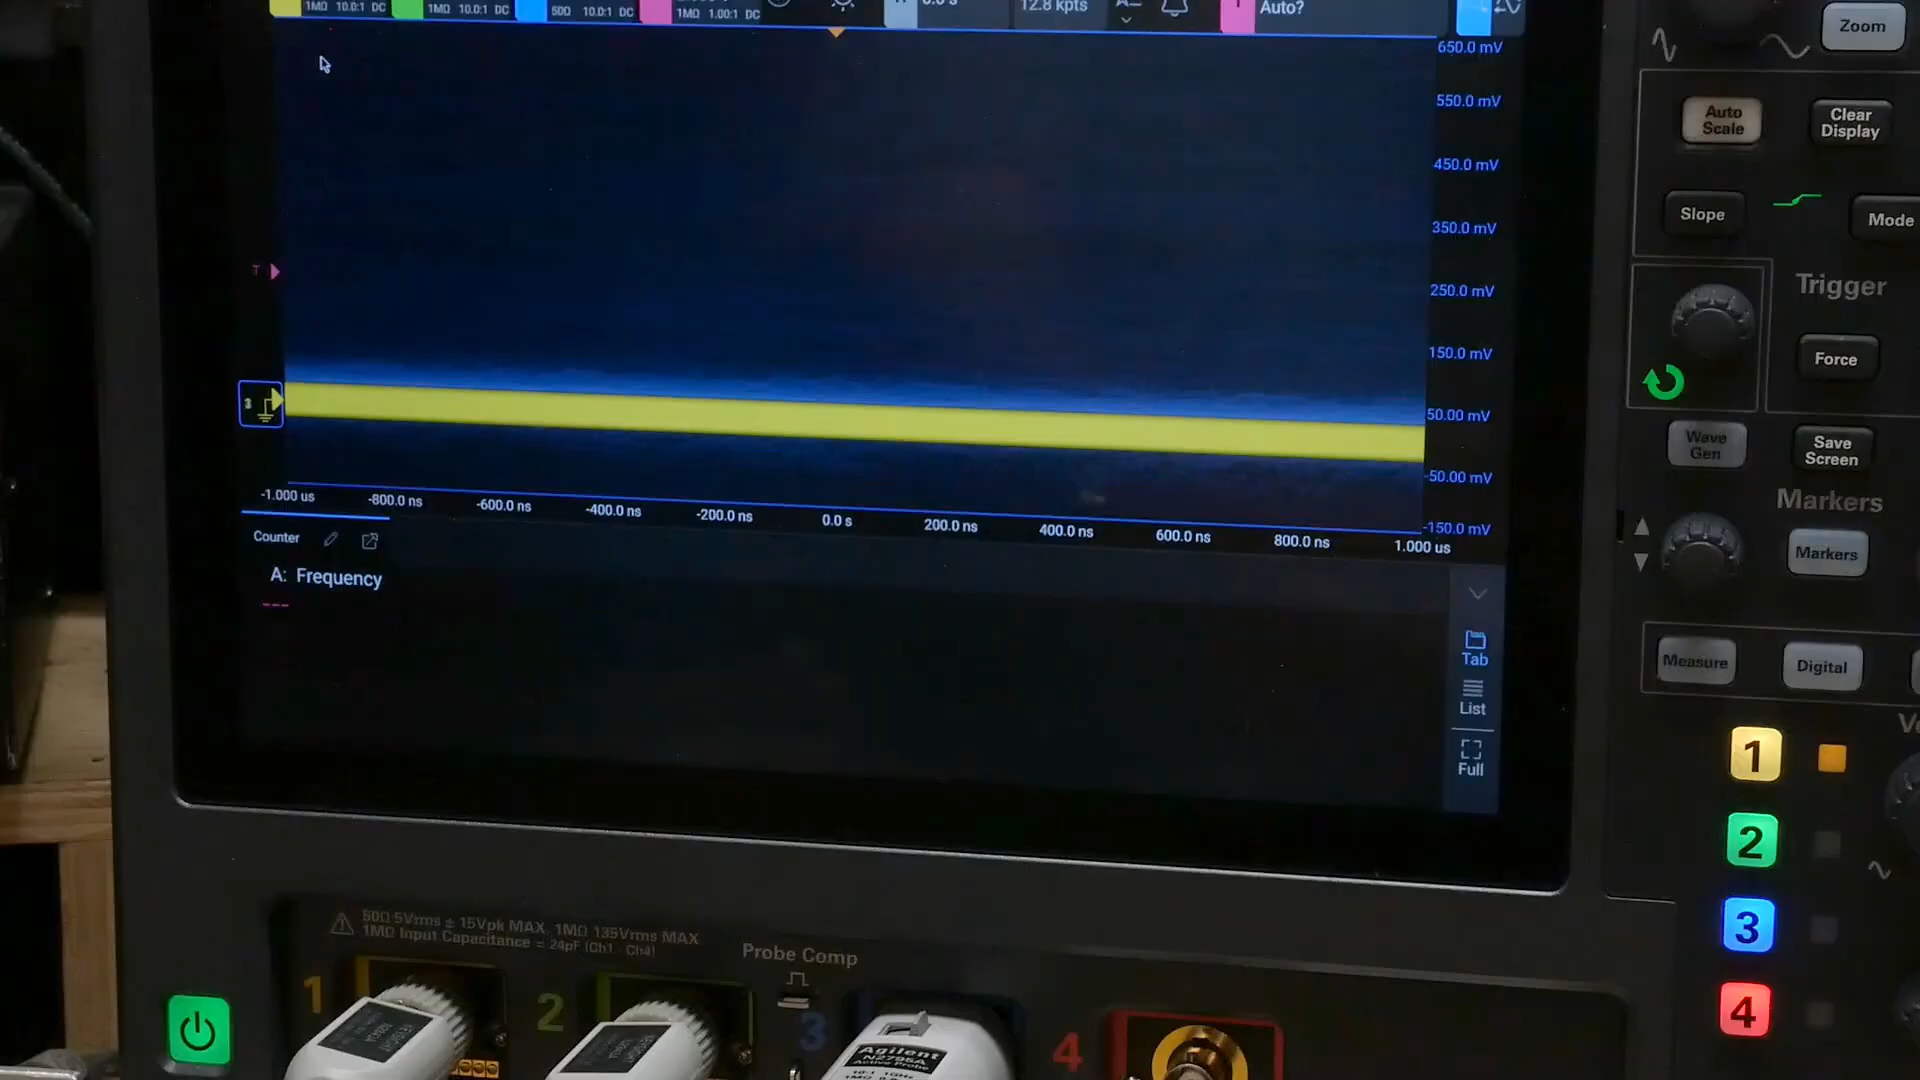 1MΩ 10.0:1 DC
1MΩ 10.0:1 DC
50Ω 10.0:1 DC
1MΩ 1.00:1 DC
12.8 kpts
T
Auto?
Zoom
650.0 mV
550.0 mV
450.0 mV
350.0 mV
250.0 mV
150.0 mV
50.00 mV
-50.00 mV
-150.0 mV
T
3
-1.000 us
-800.0 ns
-600.0 ns
-400.0 ns
-200.0 ns
0.0 s
200.0 ns
400.0 ns
600.0 ns
800.0 ns
1.000 us
Counter
A: Frequency
---
Tab
List
Full
Auto
Scale
Clear
Display
Slope
Mode
Trigger
Force
Wave
Gen
Save
Screen
Markers
Markers
Measure
Digital
1
2
3
4
50Ω 5Vrms ± 15Vpk MAX, 1MΩ 135Vrms MAX
1MΩ Input Capacitance = 24pF (Ch1 - Ch4)
Probe Comp
1
2
3
4
Agilent
N2795A
Active Probe